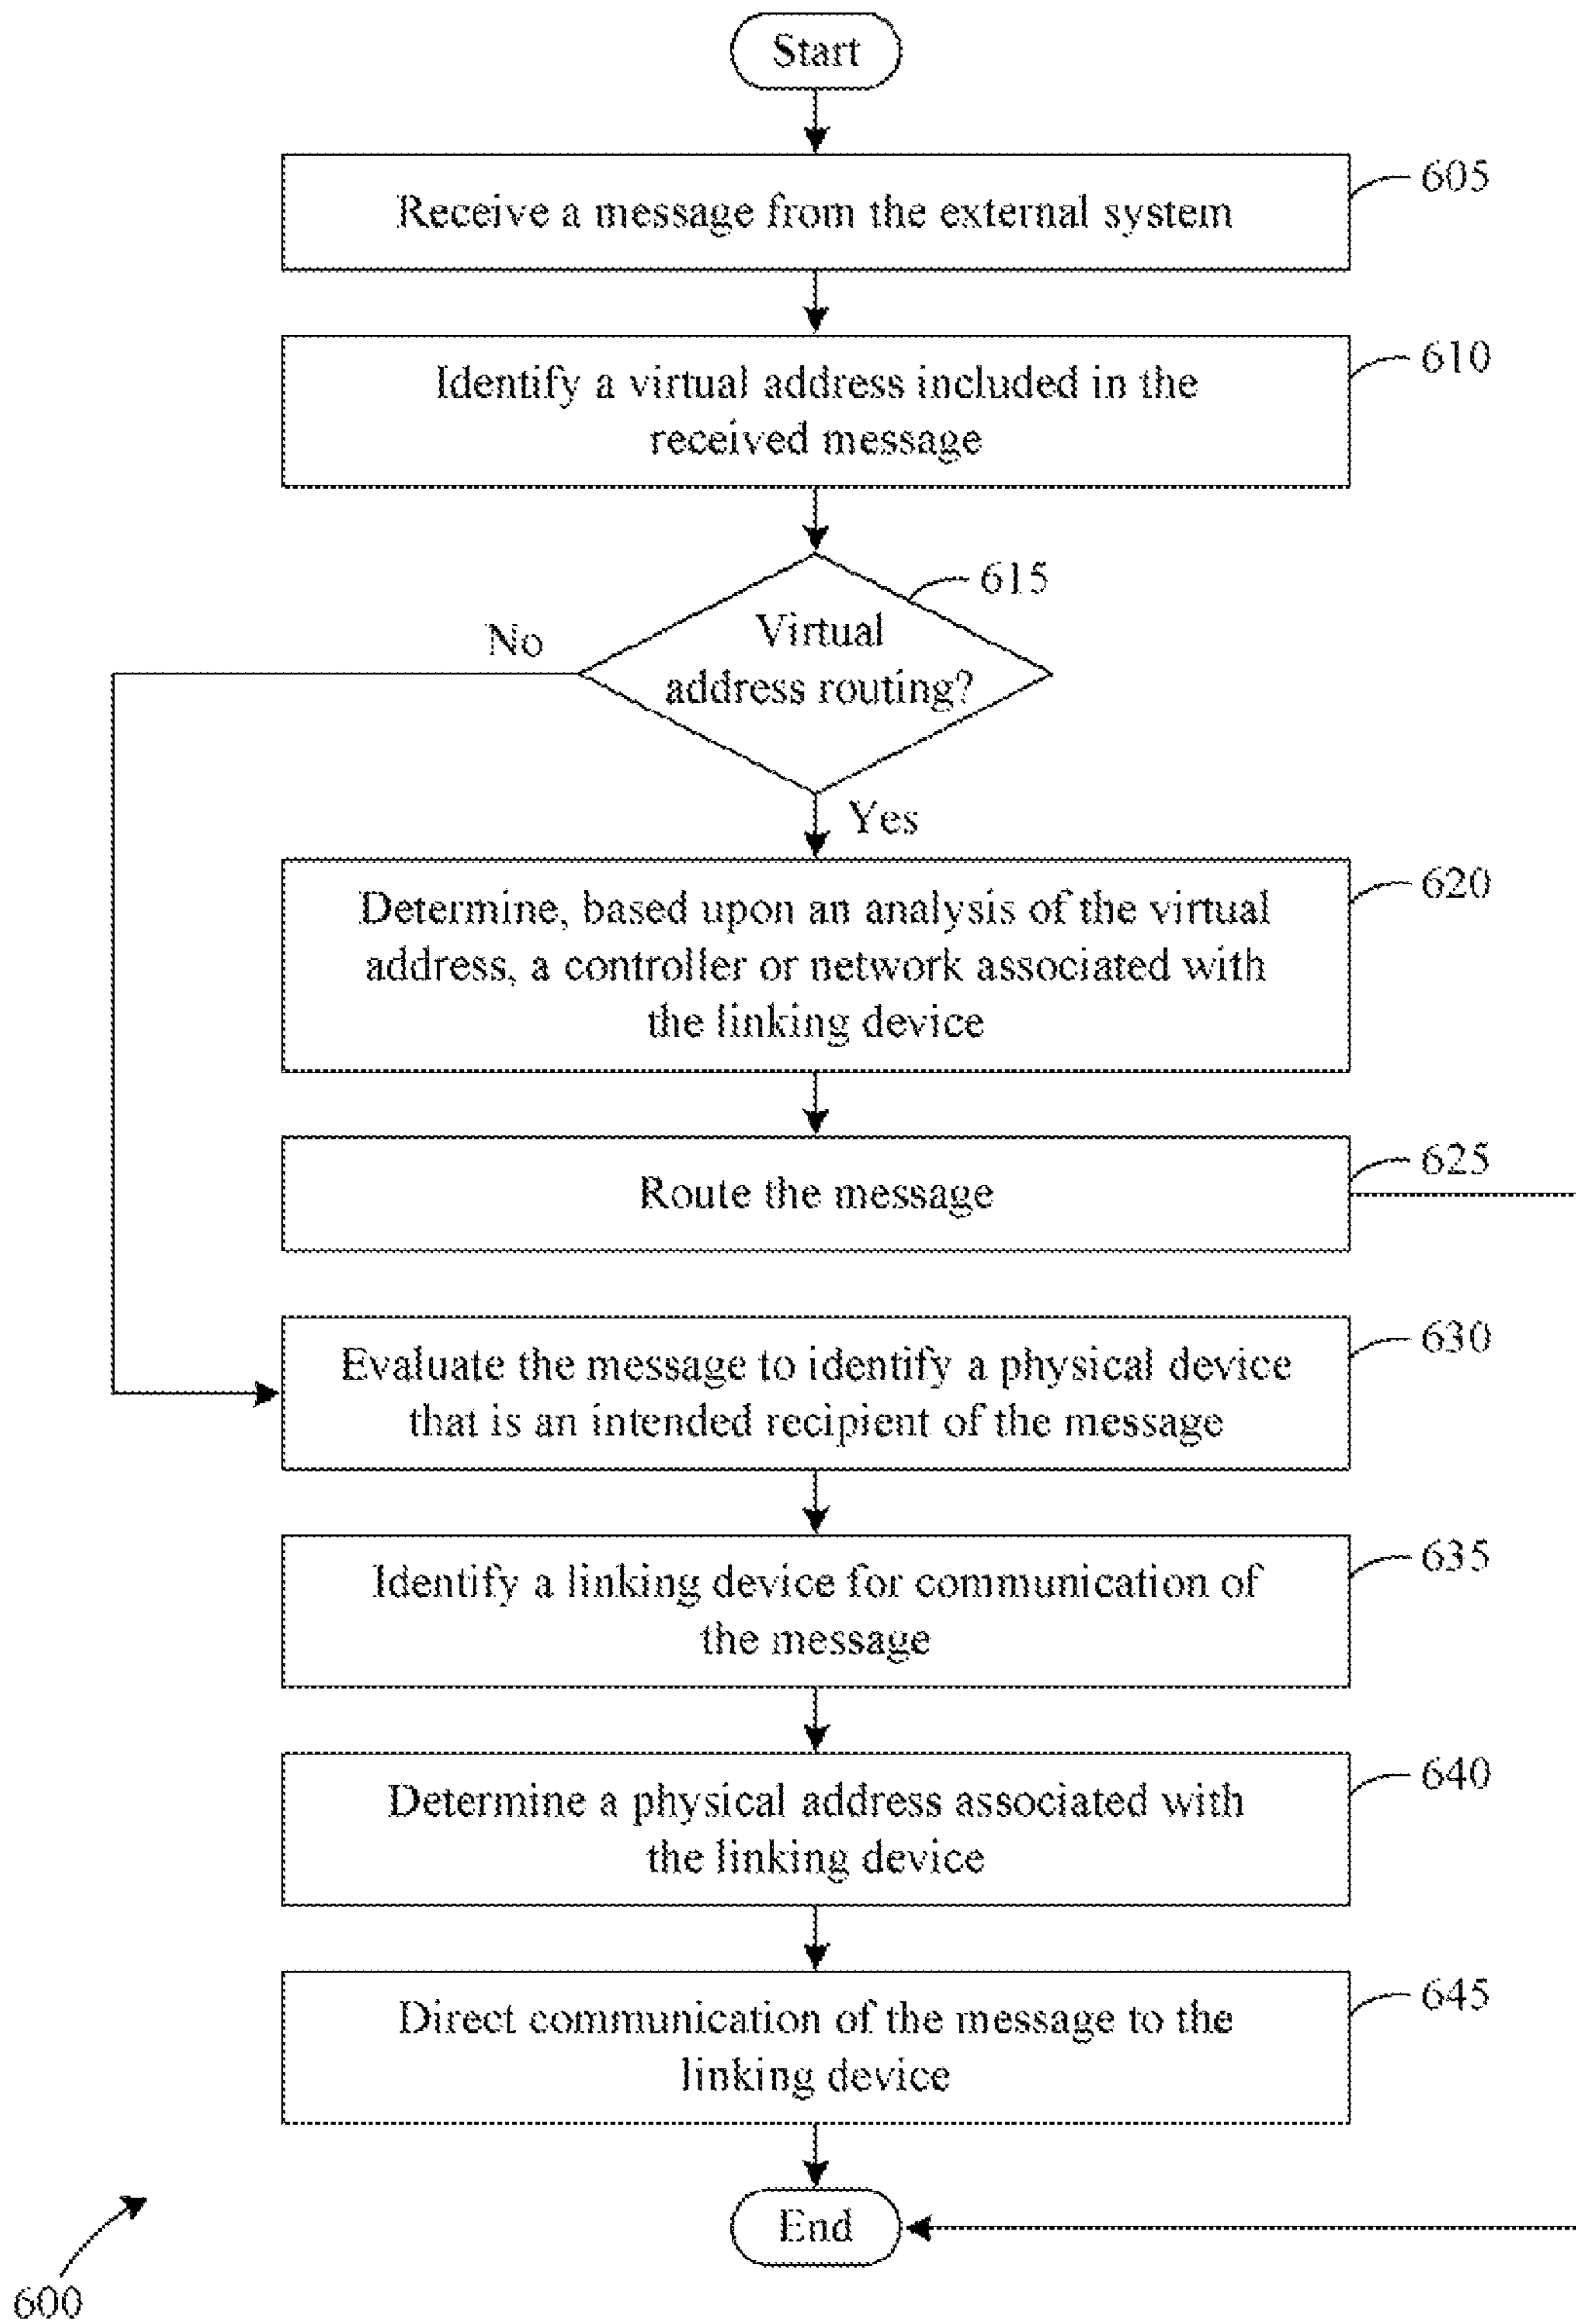 Start
Receive a message from the external system
605
Identify a virtual address included in the
received message
610
615
Virtual
address routing?
No
Yes
Determine, based upon an analysis of the virtual
address, a controller or network associated with
the linking device
620
Route the message
625
Evaluate the message to identify a physical device
that is an intended recipient of the message
630
Identify a linking device for communication of
the message
635
Determine a physical address associated with
the linking device
640
Direct communication of the message to the
linking device
645
End
600